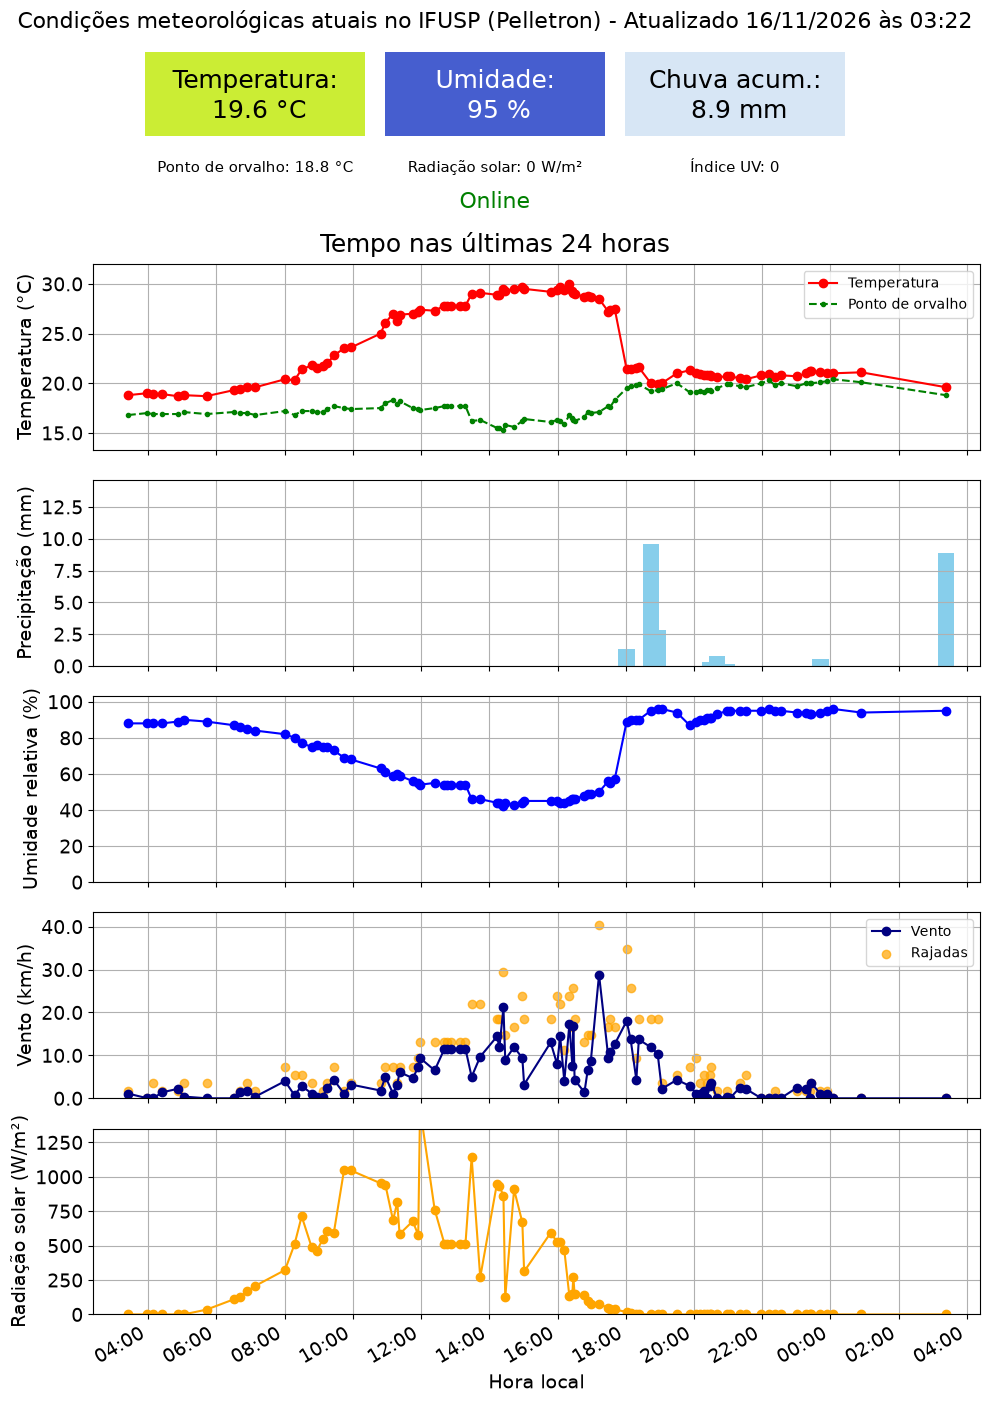 Condições meteorológicas atuais no IFUSP (Pelletron) - Atualizado 16/11/2026 às 03:22
Temperatura:
19.6 °C
Umidade:
95 %
Chuva acum.:
8.9 mm
Ponto de orvalho: 18.8 °C
Radiação solar: 0 W/m²
Índice UV: 0
Online
Tempo nas últimas 24 horas
Temperatura (°C)
30.0
25.0
20.0
15.0
Temperatura
Ponto de orvalho
Precipitação (mm)
12.5
10.0
7.5
5.0
2.5
0.0
Umidade relativa (%)
100
80
60
40
20
0
Vento (km/h)
40.0
30.0
20.0
10.0
0.0
Vento
Rajadas
Radiação solar (W/m²)
1250
1000
750
500
250
0
04:00 06:00 08:00 10:00 12:00 14:00 16:00 18:00 20:00 22:00 00:00 02:00 04:00
Hora local